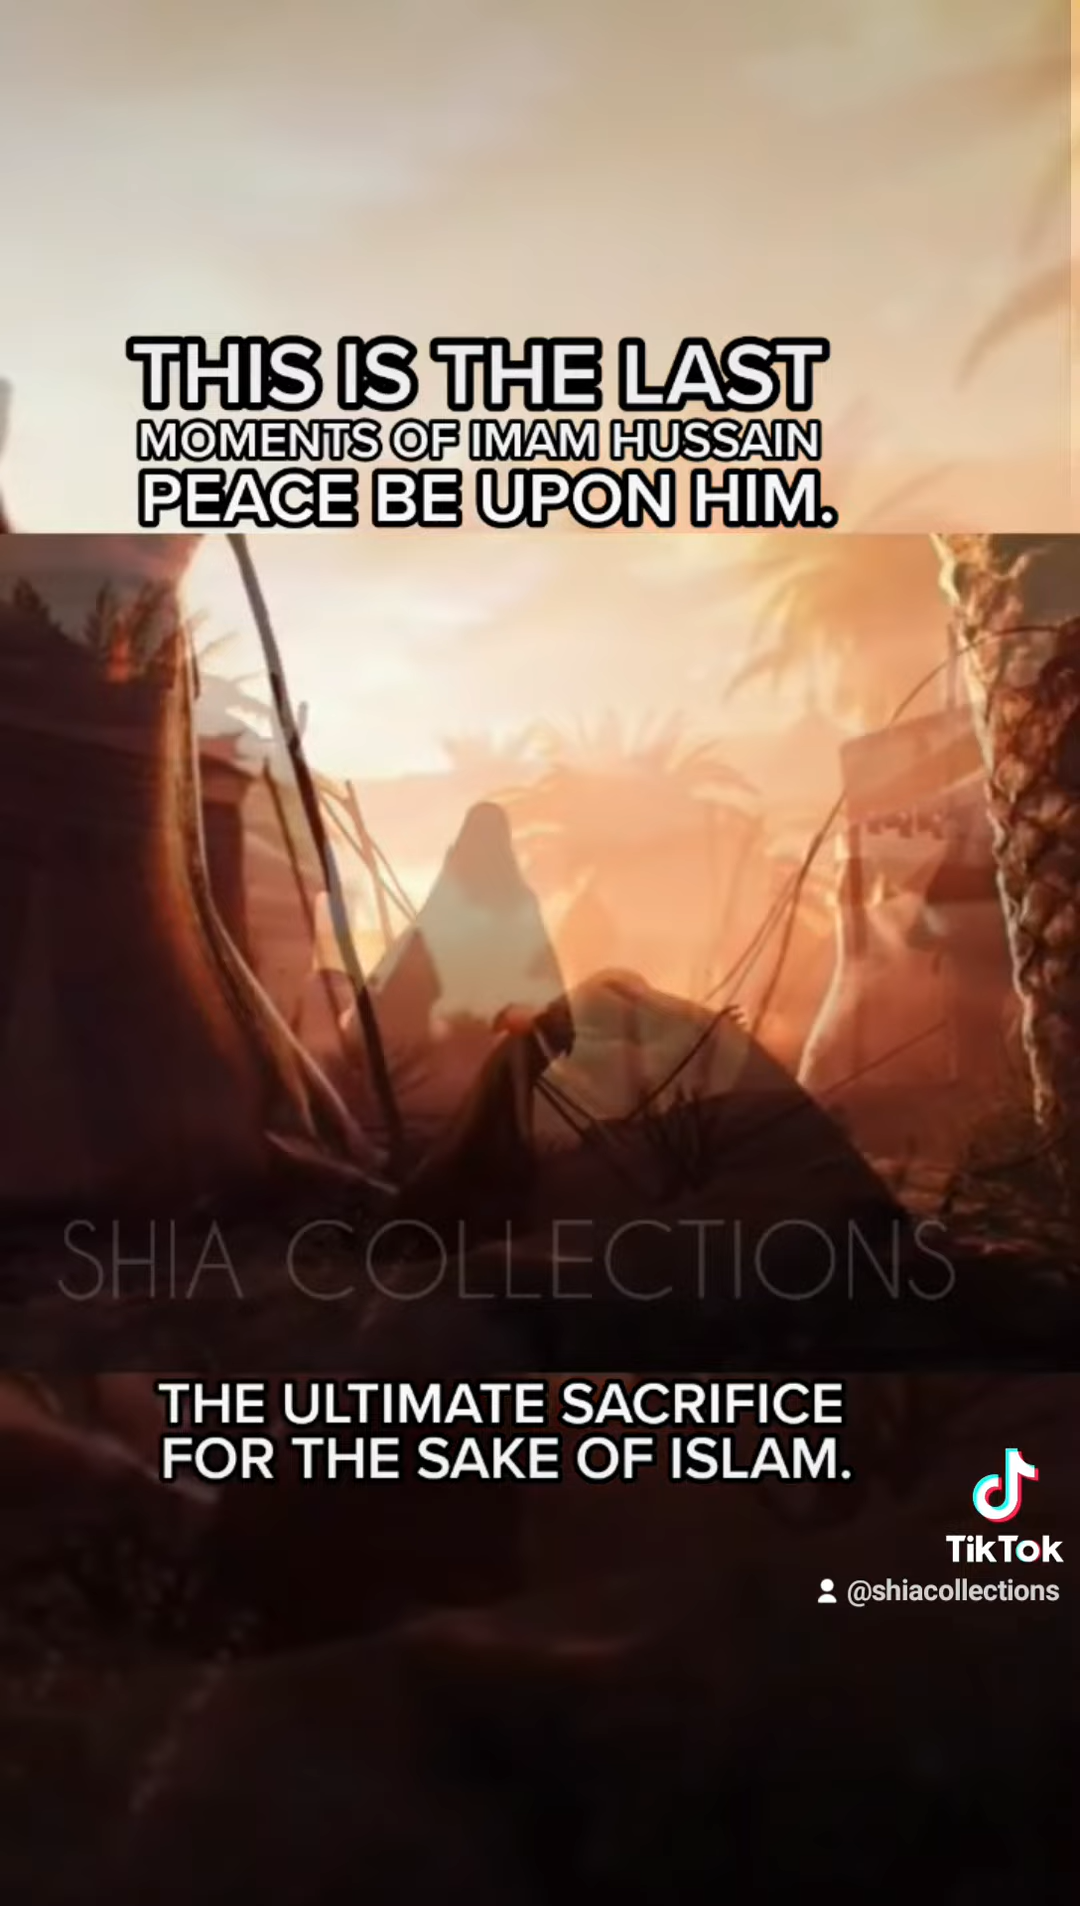 THIS IS THE LAST
MOMENTS OF IMAM HUSSAIN
PEACE BE UPON HIM.
SHIA COLLECTIONS
THE ULTIMATE SACRIFICE
FOR THE SAKE OF ISLAM.
TikTok
@shiacollections